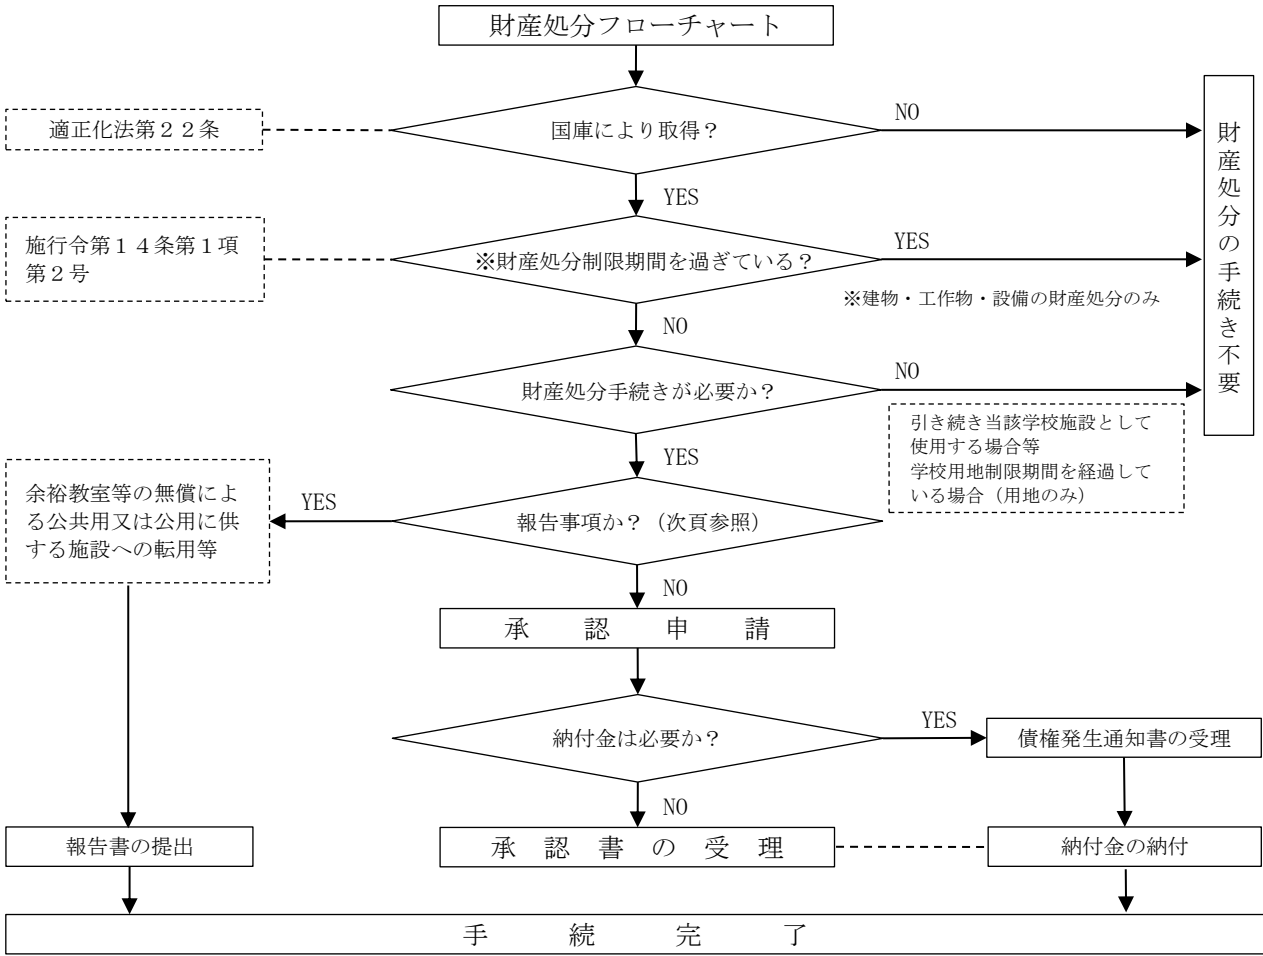 財産処分フローチャート
適正化法第２２条
国庫により取得？
NO
財産処分の手続き不要
YES
施行令第１４条第１項
第２号
※財産処分制限期間を過ぎている？
YES
※建物・工作物・設備の財産処分のみ
NO
財産処分手続きが必要か？
NO
引き続き当該学校施設として
使用する場合等
学校用地制限期間を経過して
いる場合（用地のみ）
YES
余裕教室等の無償によ
る公共用又は公用に供
する施設への転用等
YES
報告事項か？（次頁参照）
NO
承認申請
納付金は必要か？
YES
債権発生通知書の受理
NO
報告書の提出
承認書の受理
納付金の納付
手続完了